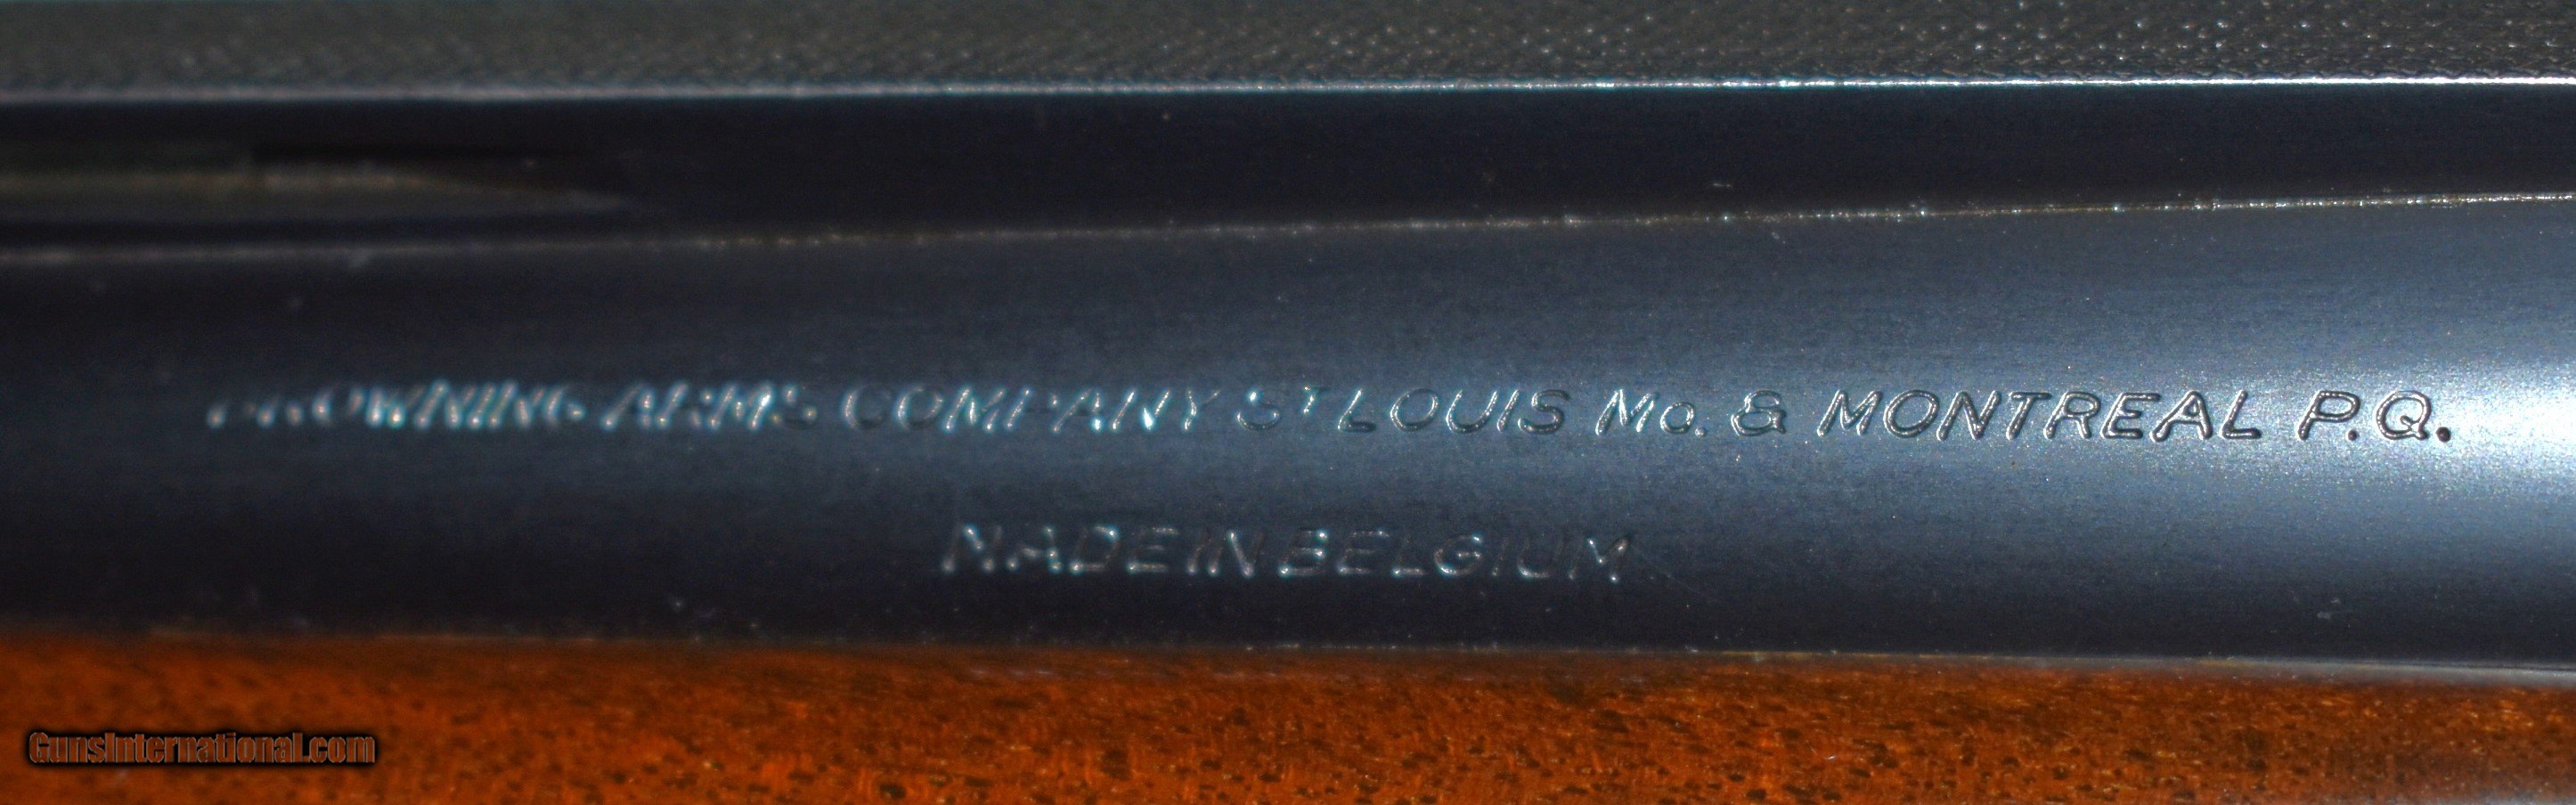 BROWNING ARMS COMPANY ST LOUIS Mo. & MONTREAL P.Q.
MADE IN BELGIUM
GunsInternational.com